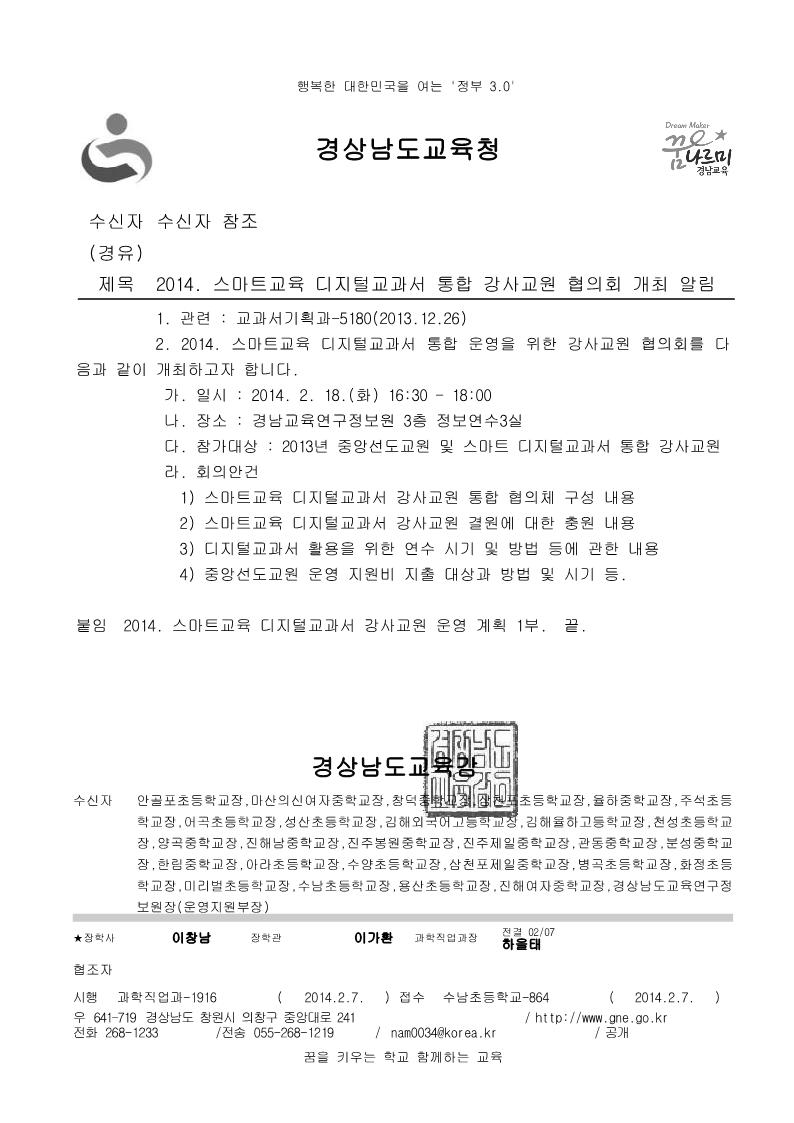 행복한 대한민국을 여는 '정부 3.0'
경상남도교육청
Dream Maker
꿈나르미
경남교육
수신자 수신자 참조
(경유)
제목 2014. 스마트교육 디지털교과서 통합 강사교원 협의회 개최 알림
1. 관련 : 교과서기획과-5180(2013.12.26)
2. 2014. 스마트교육 디지털교과서 통합 운영을 위한 강사교원 협의회를 다
음과 같이 개최하고자 합니다.
가. 일시 : 2014. 2. 18.(화) 16:30 - 18:00
나. 장소 : 경남교육연구정보원 3층 정보연수3실
다. 참가대상 : 2013년 중앙선도교원 및 스마트 디지털교과서 통합 강사교원
라. 회의안건
1) 스마트교육 디지털교과서 강사교원 통합 협의체 구성 내용
2) 스마트교육 디지털교과서 강사교원 결원에 대한 충원 내용
3) 디지털교과서 활용을 위한 연수 시기 및 방법 등에 관한 내용
4) 중앙선도교원 운영 지원비 지출 대상과 방법 및 시기 등.
붙임 2014. 스마트교육 디지털교과서 강사교원 운영 계획 1부. 끝.
경상남도교육감
수신자 안골포초등학교장,마산의신여자중학교장,창덕중학교장,삼천포초등학교장,율하중학교장,주석초등
학교장,어곡초등학교장,성산초등학교장,김해외국어고등학교장,김해율하고등학교장,천성초등학교
장,양곡중학교장,진해남중학교장,진주봉원중학교장,진주제일중학교장,관동중학교장,분성중학교
장,한림중학교장,아라초등학교장,수양초등학교장,삼천포제일중학교장,병곡초등학교장,화정초등
학교장,미리벌초등학교장,수남초등학교장,용산초등학교장,진해여자중학교장,경상남도교육연구정
보원장(운영지원부장)
★장학사 이창남 장학관 이가환 과학직업과장 전결 02/07 하을태
협조자
시행 과학직업과-1916 ( 2014.2.7. ) 접수 수남초등학교-864 ( 2014.2.7. )
우 641-719 경상남도 창원시 의창구 중앙대로 241 / http://www.gne.go.kr
전화 268-1233 /전송 055-268-1219 / nam0034@korea.kr / 공개
꿈을 키우는 학교 함께하는 교육